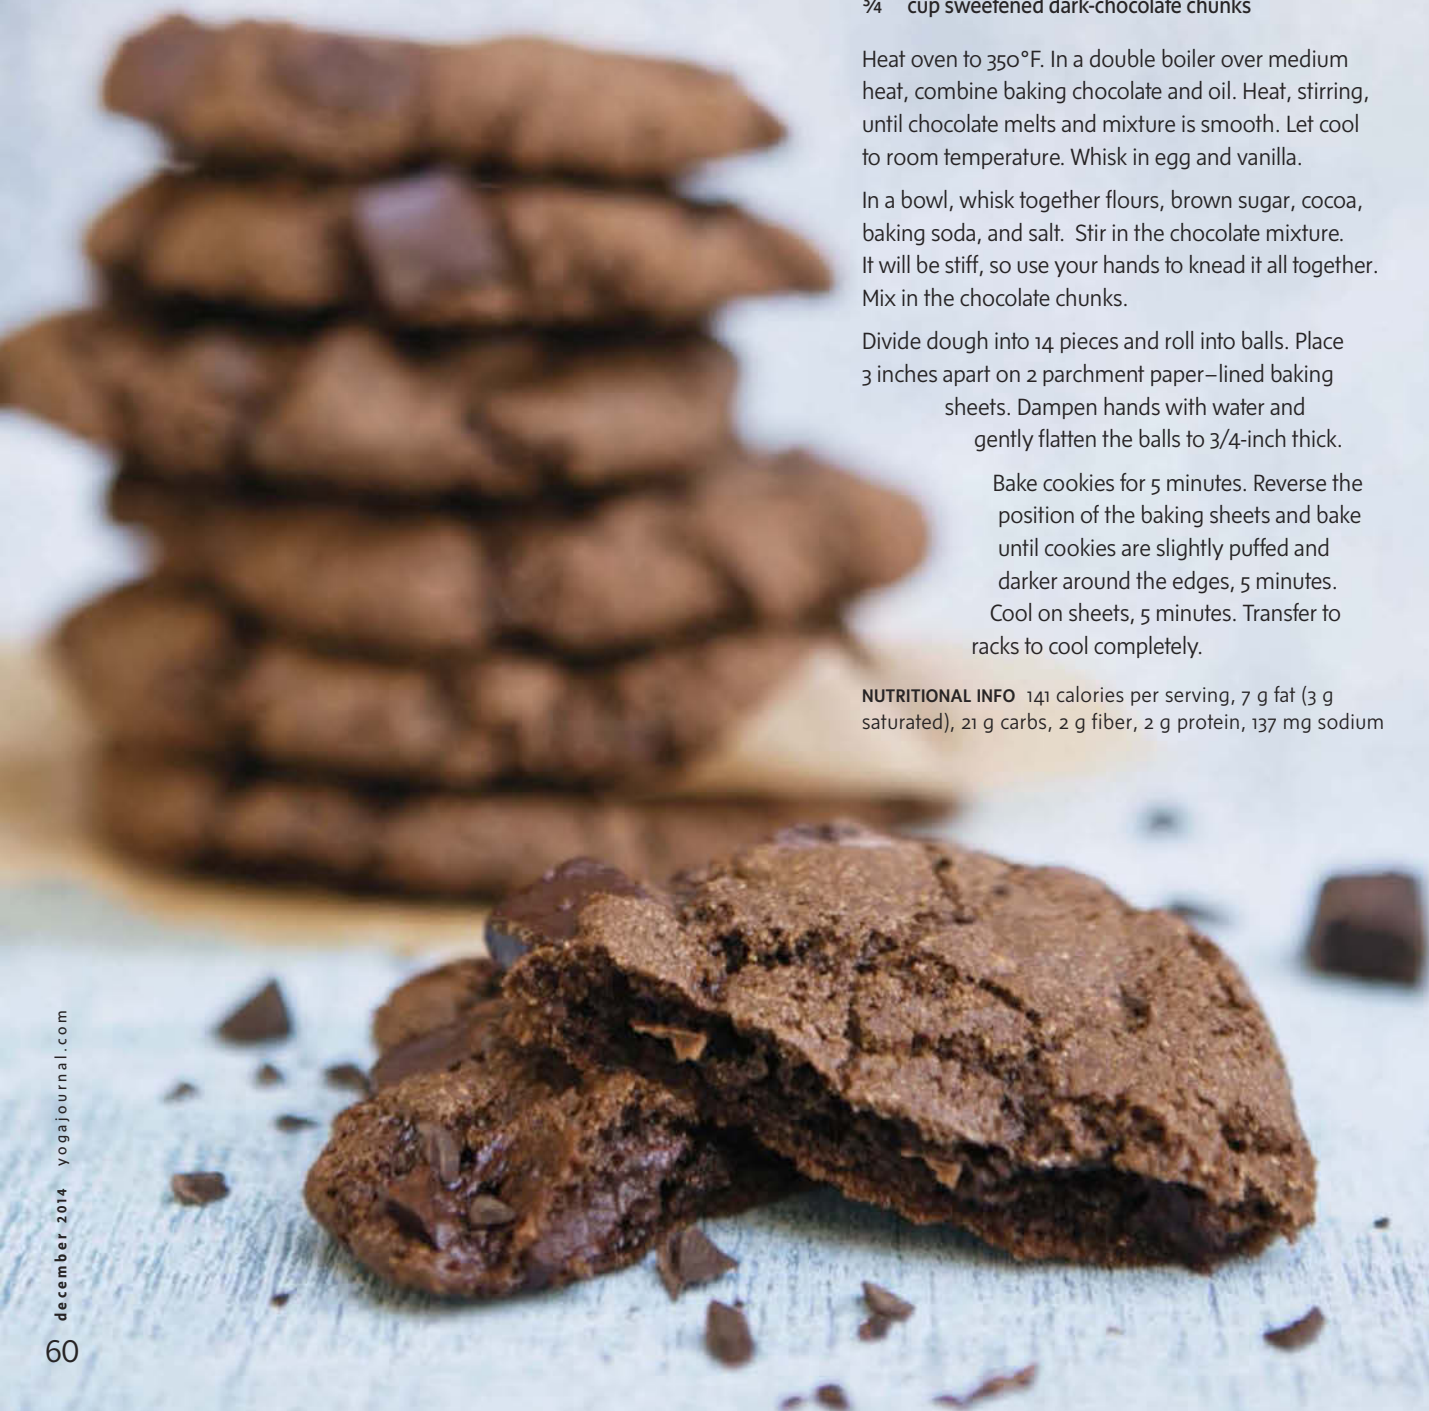 ¾ cup sweetened dark-chocolate chunks
Heat oven to 350°F. In a double boiler over medium
heat, combine baking chocolate and oil. Heat, stirring,
until chocolate melts and mixture is smooth. Let cool
to room temperature. Whisk in egg and vanilla.
In a bowl, whisk together flours, brown sugar, cocoa,
baking soda, and salt. Stir in the chocolate mixture.
It will be stiff, so use your hands to knead it all together.
Mix in the chocolate chunks.
Divide dough into 14 pieces and roll into balls. Place
3 inches apart on 2 parchment paper–lined baking
sheets. Dampen hands with water and
gently flatten the balls to 3/4-inch thick.
Bake cookies for 5 minutes. Reverse the
position of the baking sheets and bake
until cookies are slightly puffed and
darker around the edges, 5 minutes.
Cool on sheets, 5 minutes. Transfer to
racks to cool completely.
NUTRITIONAL INFO 141 calories per serving, 7 g fat (3 g
saturated), 21 g carbs, 2 g fiber, 2 g protein, 137 mg sodium
december 2014 yogajournal.com
60